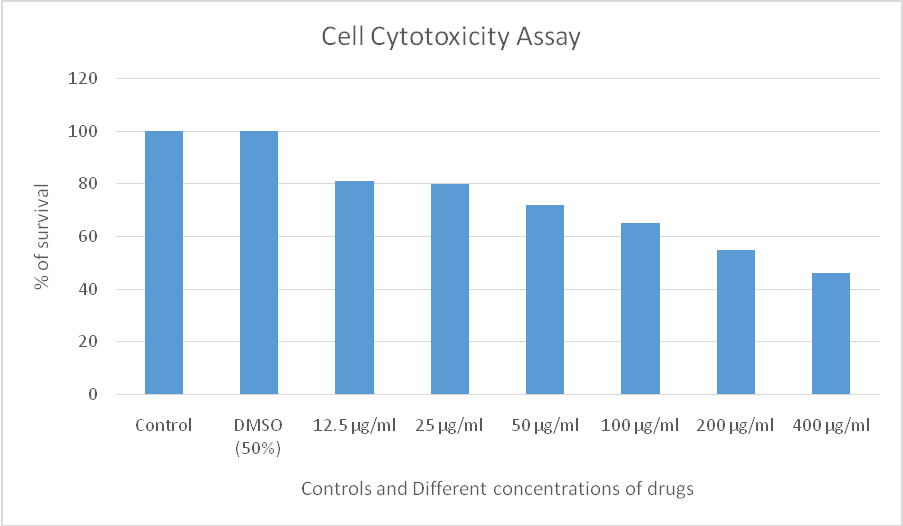 Cell Cytotoxicity Assay
120
100
80
60
40
20
0
% of survival
Control
DMSO
(50%)
12.5 µg/ml
25 µg/ml
50 µg/ml
100 µg/ml
200 µg/ml
400 µg/ml
Controls and Different concentrations of drugs